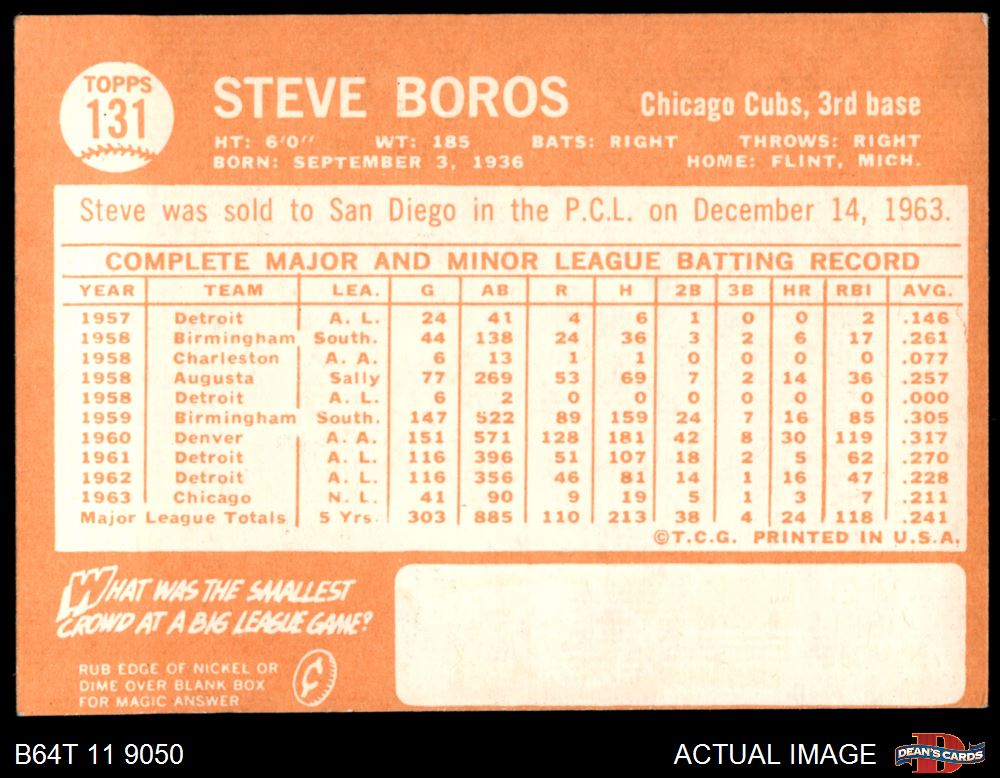 TOPPS
131
STEVE BOROS
Chicago Cubs, 3rd base
HT: 6'0" WT: 185 BATS: RIGHT THROWS: RIGHT
BORN: SEPTEMBER 3, 1936 HOME: FLINT, MICH.
Steve was sold to San Diego in the P.C.L. on December 14, 1963.
COMPLETE MAJOR AND MINOR LEAGUE BATTING RECORD
YEAR TEAM LEA. G AB R H 2B 3B HR RBI AVG.
1957 Detroit A. L. 24 41 4 6 1 0 0 2 .146
1958 Birmingham South. 44 138 24 36 3 2 6 17 .261
1958 Charleston A. A. 6 13 1 1 0 0 0 0 .077
1958 Augusta Sally 77 269 53 69 7 2 14 36 .257
1958 Detroit A. L. 6 2 0 0 0 0 0 0 .000
1959 Birmingham South. 147 522 89 159 24 7 16 85 .305
1960 Denver A. A. 151 571 128 181 42 8 30 119 .317
1961 Detroit A. L. 116 396 51 107 18 2 5 62 .270
1962 Detroit A. L. 116 356 46 81 14 1 16 47 .228
1963 Chicago N. L. 41 90 9 19 5 1 3 7 .211
Major League Totals 5 Yrs. 303 885 110 213 38 4 24 118 .241
©T.C.G. PRINTED IN U.S.A.
WHAT WAS THE SMALLEST
CROWD AT A BIG LEAGUE GAME?
RUB EDGE OF NICKEL OR
DIME OVER BLANK BOX
FOR MAGIC ANSWER
B64T 11 9050
ACTUAL IMAGE
DEAN'S CARDS